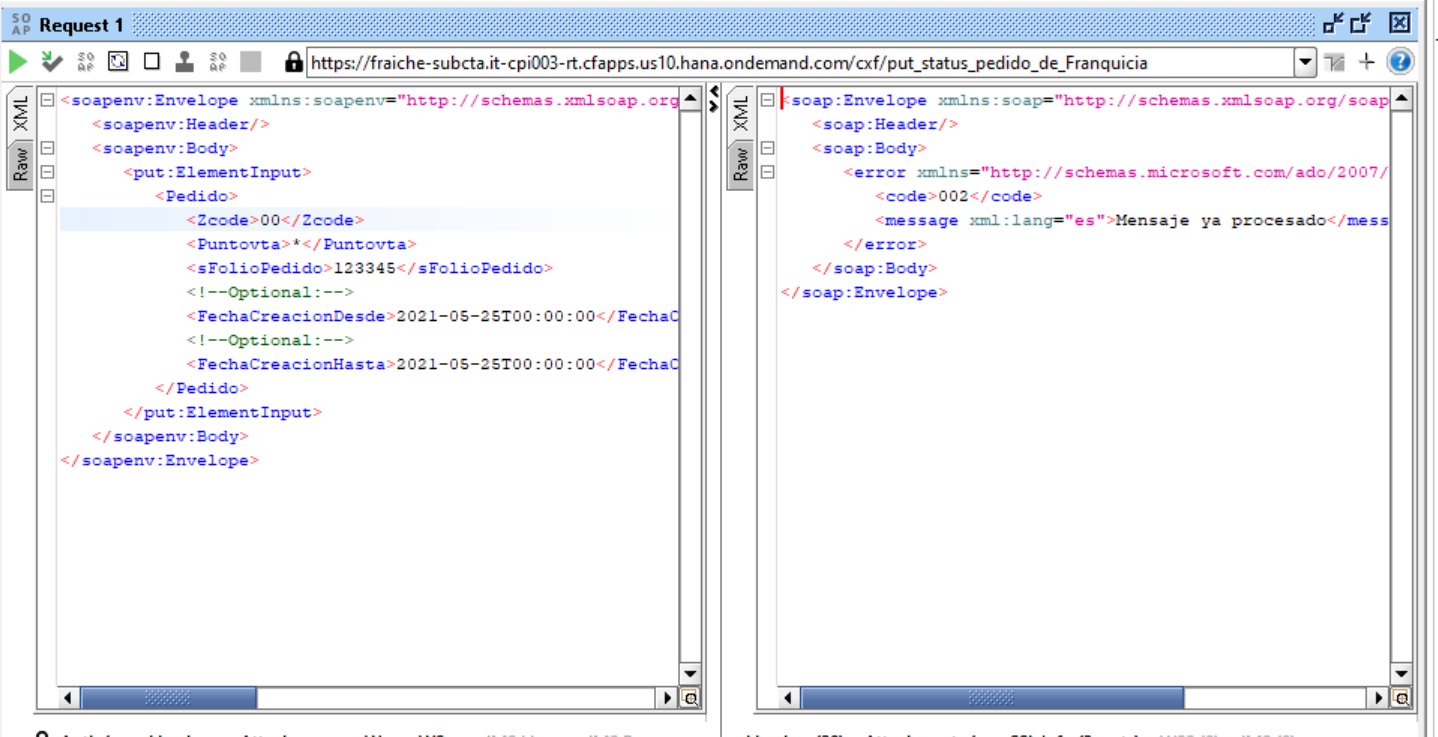 SO AP Request 1
https://fraiche-subcta.it-cpi003-rt.cfapps.us10.hana.ondemand.com/cxf/put_status_pedido_de_Franquicia
XML
Raw
<soapenv:Envelope xmlns:soapenv="http://schemas.xmlsoap.org
<soapenv:Header/>
<soapenv:Body>
<put:ElementInput>
<Pedido>
<Zcode>00</Zcode>
<Puntovta>*</Puntovta>
<sFolioPedido>123345</sFolioPedido>
<!--Optional:-->
<FechaCreacionDesde>2021-05-25T00:00:00</FechaC
<!--Optional:-->
<FechaCreacionHasta>2021-05-25T00:00:00</FechaC
</Pedido>
</put:ElementInput>
</soapenv:Body>
</soapenv:Envelope>
XML
Raw
<soap:Envelope xmlns:soap="http://schemas.xmlsoap.org/soap
<soap:Header/>
<soap:Body>
<error xmlns="http://schemas.microsoft.com/ado/2007/
<code>002</code>
<message xml:lang="es">Mensaje ya procesado</mess
</error>
</soap:Body>
</soap:Envelope>